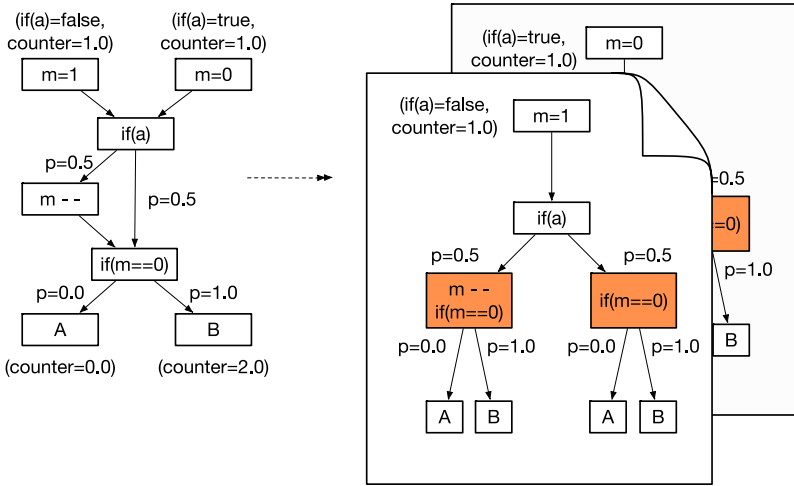 (if(a)=false,
counter=1.0)
(if(a)=true,
counter=1.0)
m=1
m=0
if(a)
p=0.5
m - -
p=0.5
if(m==0)
p=0.0
p=1.0
A
B
(counter=0.0)
(counter=2.0)
(if(a)=true,
counter=1.0)
m=0
(if(a)=false,
counter=1.0)
m=1
if(a)
p=0.5
p=0.5
m - -
if(m==0)
if(m==0)
p=0.0
p=1.0
p=0.0
p=1.0
A
B
A
B
=0.5
=0)
p=1.0
B